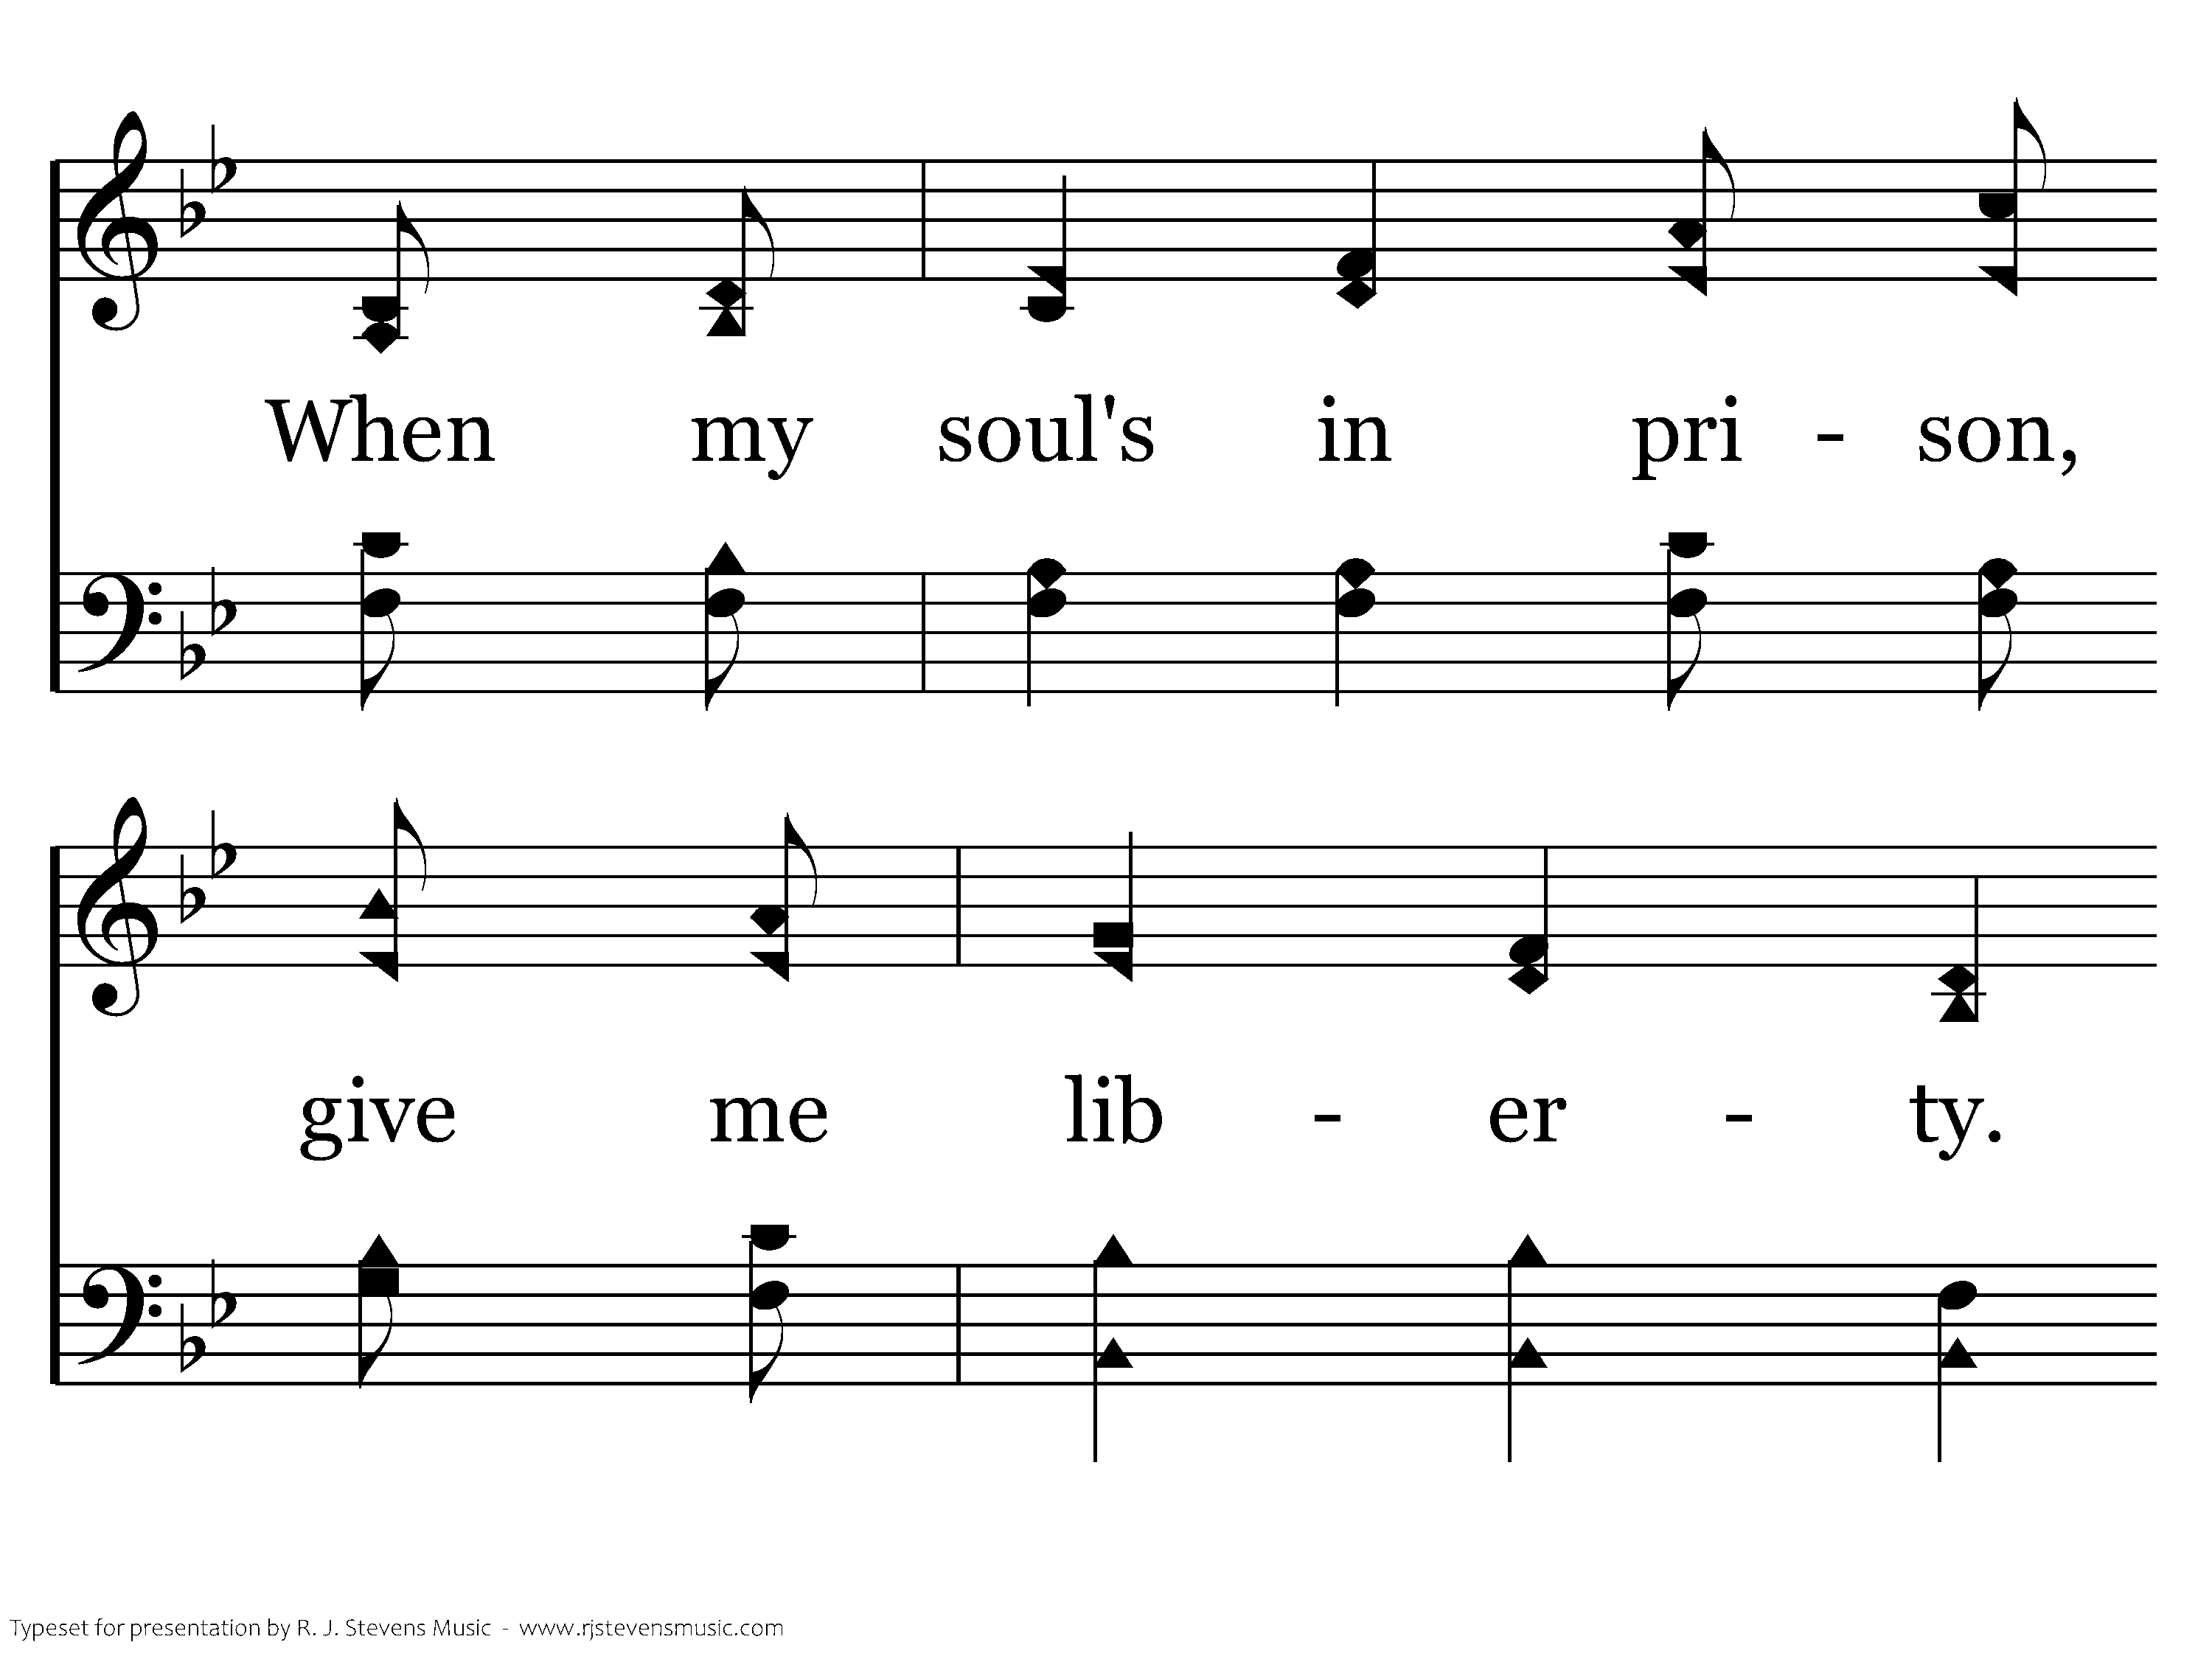 When my soul's in pri - son,
give me lib - er - ty.
Typeset for presentation by R. J. Stevens Music - www.rjstevensmusic.com